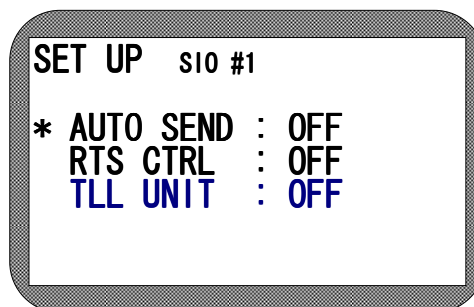 SET UP SIO #1
* AUTO SEND : OFF
RTS CTRL : OFF
TLL UNIT : OFF